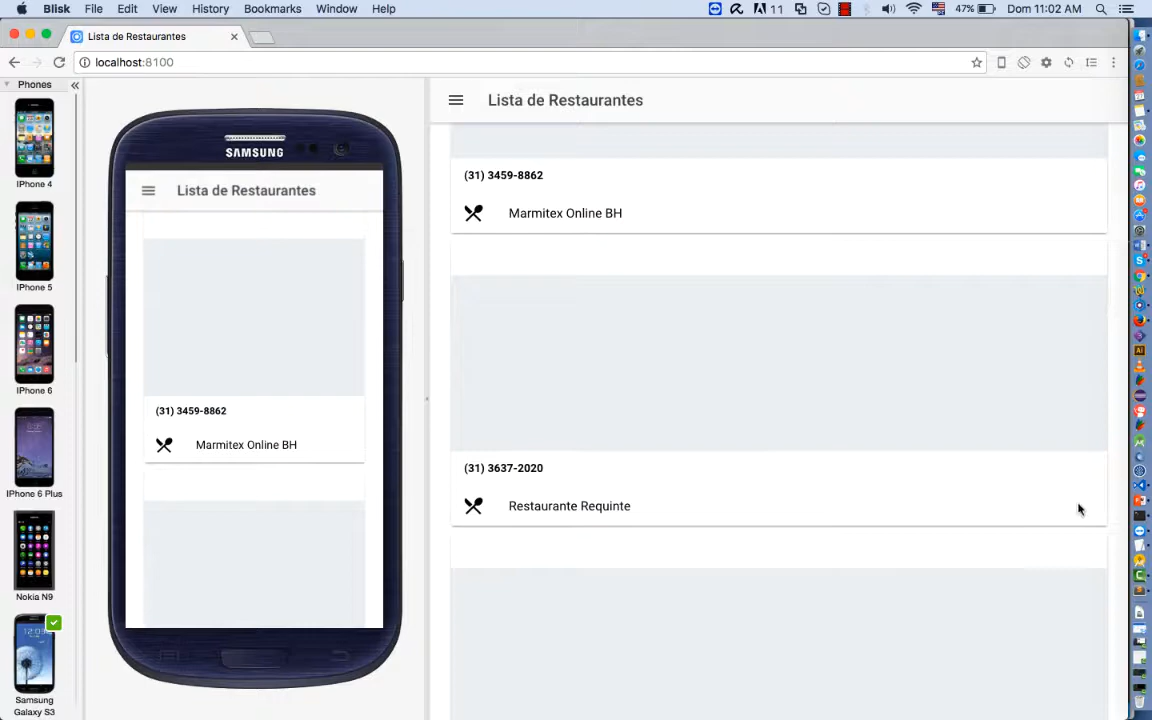 Blisk File Edit View History Bookmarks Window Help 11 47% Dom 11:02 AM
Lista de Restaurantes
localhost:8100
Phones
IPhone 4
IPhone 5
IPhone 6
IPhone 6 Plus
Nokia N9
Samsung
Galaxy S3
SAMSUNG
Lista de Restaurantes
(31) 3459-8862
Marmitex Online BH
Lista de Restaurantes
(31) 3459-8862
Marmitex Online BH
(31) 3637-2020
Restaurante Requinte